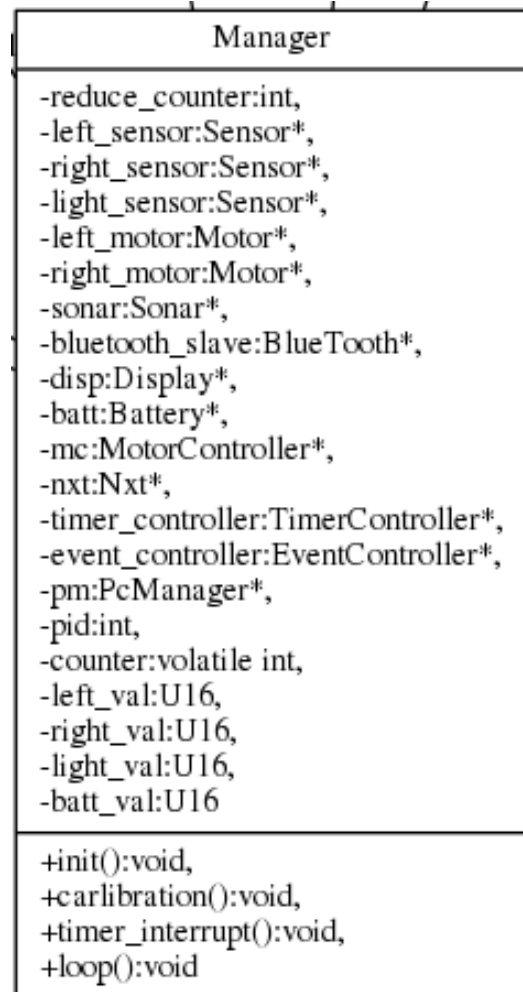 Manager
-reduce_counter:int,
-left_sensor:Sensor*,
-right_sensor:Sensor*,
-light_sensor:Sensor*,
-left_motor:Motor*,
-right_motor:Motor*,
-sonar:Sonar*,
-bluetooth_slave:BlueTooth*,
-disp:Display*,
-batt:Battery*,
-mc:MotorController*,
-nxt:Nxt*,
-timer_controller:TimerController*,
-event_controller:EventController*,
-pm:PcManager*,
-pid:int,
-counter:volatile int,
-left_val:U16,
-right_val:U16,
-light_val:U16,
-batt_val:U16
+init():void,
+carlibration():void,
+timer_interrupt():void,
+loop():void